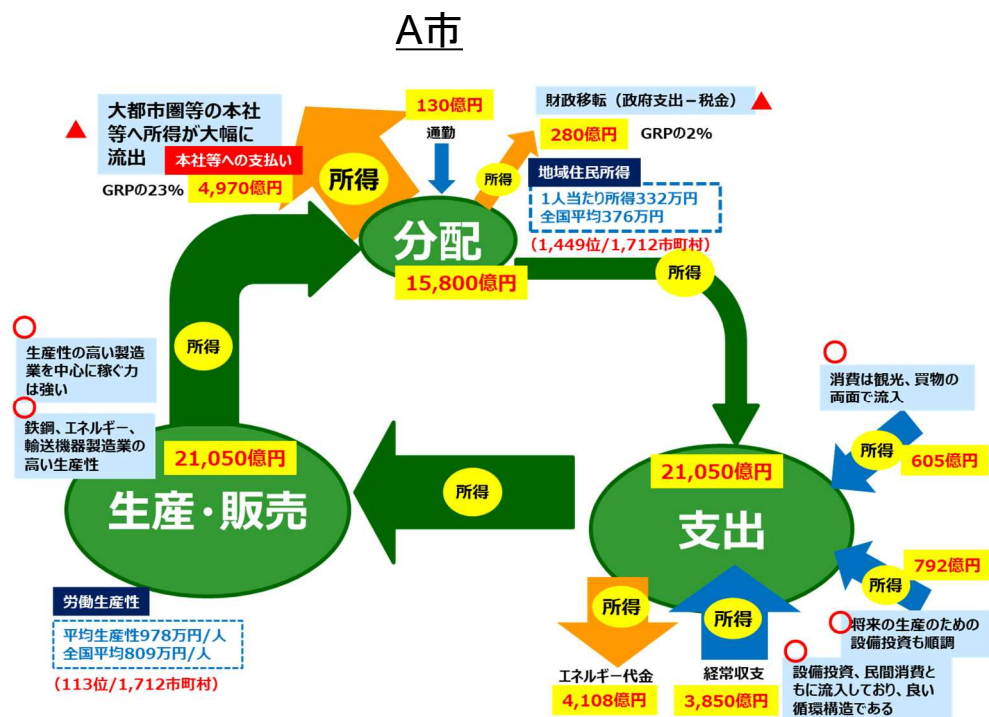 A市
大都市圏等の本社
等へ所得が大幅に
流出
本社等への支払い
GRPの23%
4,970億円
所得
130億円
通勤
財政移転（政府支出－税金）
280億円
GRPの2%
所得
地域住民所得
1人当たり所得332万円
全国平均376万円
（1,449位/1,712市町村）
分配
15,800億円
所得
所得
生産性の高い製造
業を中心に稼ぐ力
は強い
鉄鋼、エネルギー、
輸送機器製造業の
高い生産性
21,050億円
生産・販売
所得
労働生産性
平均生産性978万円/人
全国平均809万円/人
（113位/1,712市町村）
消費は観光、買物の
両面で流入
所得
605億円
21,050億円
支出
792億円
所得
将来の生産のための
設備投資も順調
所得
エネルギー代金
4,108億円
所得
経常収支
3,850億円
設備投資、民間消費と
もに流入しており、良い
循環構造である